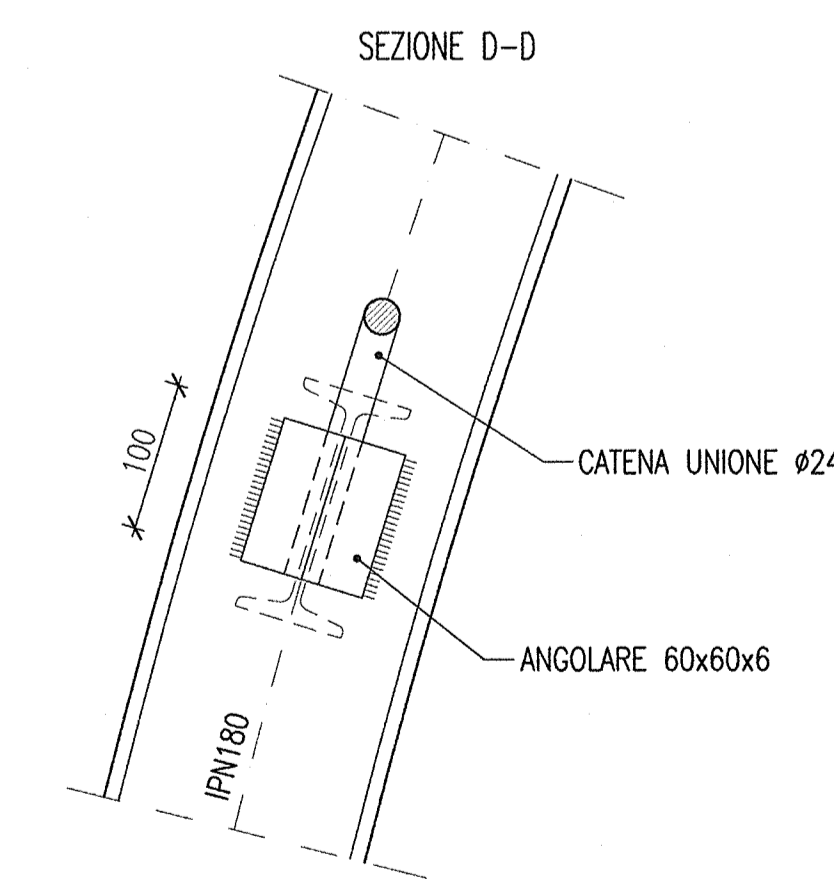 SEZIONE D-D
100
CATENA UNIONE ø24
ANGOLARE 60x60x6
IPN180